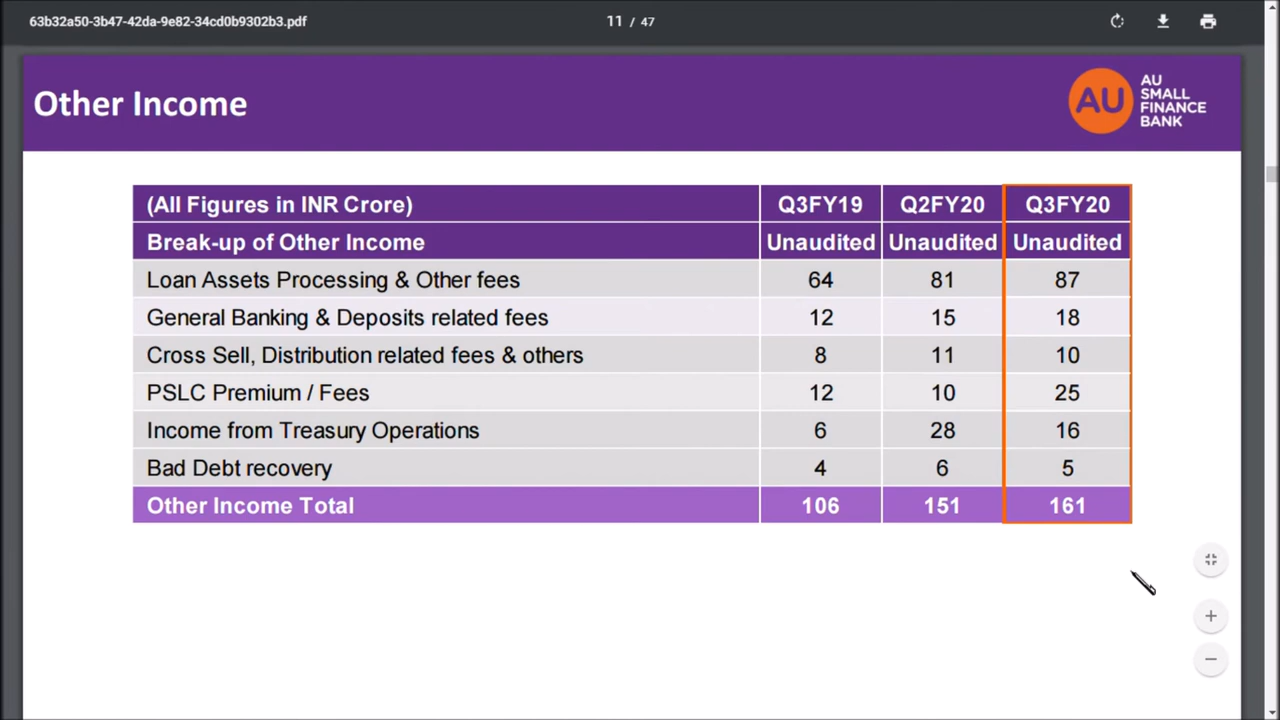 63b32a50-3b47-42da-9e82-34cd0b9302b3.pdf
11 / 47
Other Income
AU
AU
SMALL
FINANCE
BANK
(All Figures in INR Crore) Q3FY19 Q2FY20 Q3FY20
Break-up of Other Income Unaudited Unaudited Unaudited
Loan Assets Processing & Other fees 64 81 87
General Banking & Deposits related fees 12 15 18
Cross Sell, Distribution related fees & others 8 11 10
PSLC Premium / Fees 12 10 25
Income from Treasury Operations 6 28 16
Bad Debt recovery 4 6 5
Other Income Total 106 151 161